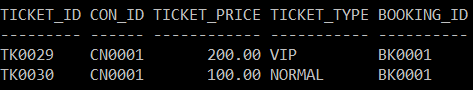 TICKET_ID CON_ID TICKET_PRICE TICKET_TYPE BOOKING_ID
--------- ------ ------------ ----------- ----------
TK0029    CN0001       200.00 VIP         BK0001
TK0030    CN0001       100.00 NORMAL      BK0001